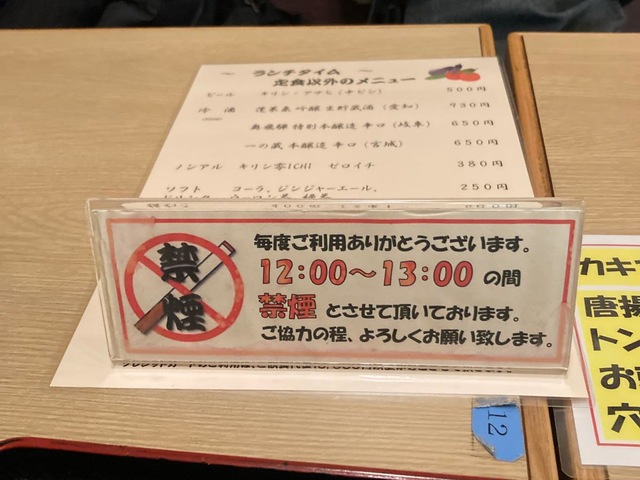 ～ ランチタイム ～
定食以外のメニュー
ビール キリン・アサヒ（中ビン） 500円
冷酒 蓬莱泉 吟醸生貯蔵酒（愛知） 930円
奥飛騨 特別本醸造 辛口（岐阜） 650円
一の蔵 本醸造 辛口（宮城） 650円
ノンアル キリン零ICHI ゼロイチ 380円
ソフト コーラ、ジンジャーエール、 250円
禁煙
毎度ご利用ありがとうございます。
12:00～13:00 の間
禁煙 とさせて頂いております。
ご協力の程、よろしくお願い致します。
12
カキフ
唐揚
トン
お
穴